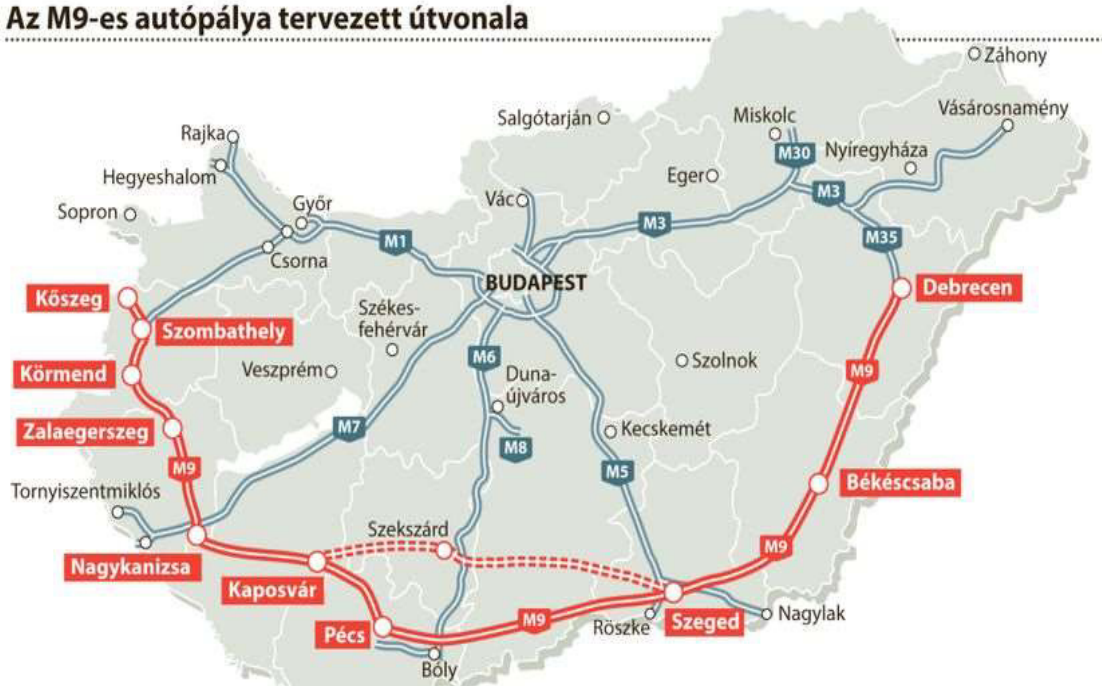 Az M9-es autópálya tervezett útvonala
Záhony
Vásárosnamény
Miskolc
Salgótarján
Rajka
M30
Nyíregyháza
Hegyeshalom
Eger
M3
Vác
Sopron
Győr
M3
M35
M1
Csorna
BUDAPEST
Debrecen
Kőszeg
Székes-
fehérvár
Szombathely
M6
Szolnok
Körmend
Veszprém
Duna-
újváros
M9
Zalaegerszeg
M7
Kecskemét
M8
M9
M5
Békéscsaba
Tornyiszentmiklós
Szekszárd
M9
Nagykanizsa
Kaposvár
M9
Nagylak
Röszke
Szeged
Pécs
Bóly